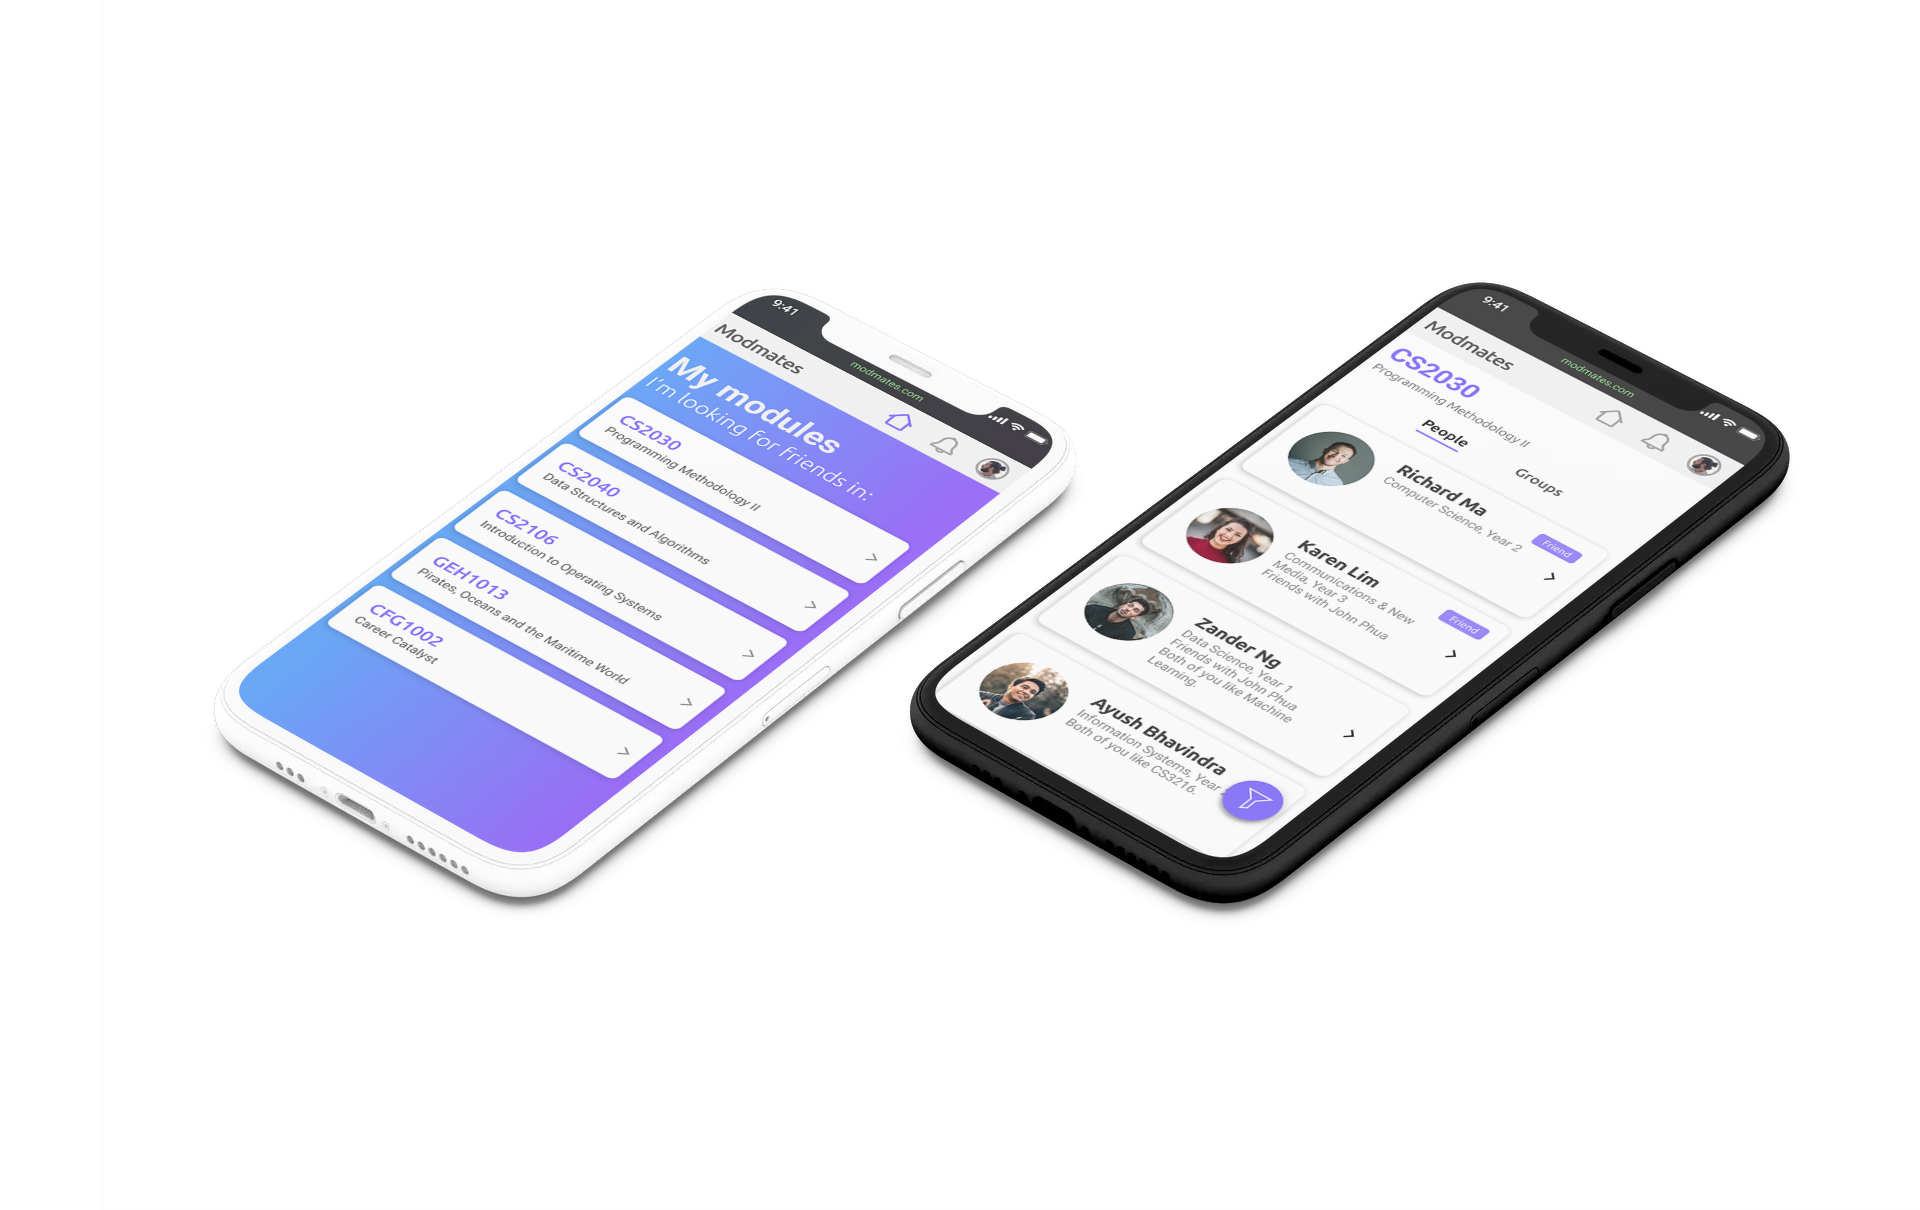 9:41
modmates.com
Modmates
My modules
I'm looking for friends in:
CS2030
Programming Methodology II
CS2040
Data Structures and Algorithms
CS2106
Introduction to Operating Systems
GEH1013
Pirates, Oceans and the Maritime World
CFG1002
Career Catalyst
9:41
modmates.com
Modmates
CS2030
Programming Methodology II
People
Groups
Richard Ma
Computer Science, Year 2
Friend
Karen Lim
Communications & New
Media, Year 3
Friends with John Phua
Friend
Zander Ng
Data Science, Year 1
Friends with John Phua
Both of you like Machine
Learning.
Ayush Bhavindra
Information Systems, Year
Both of you like CS3216.